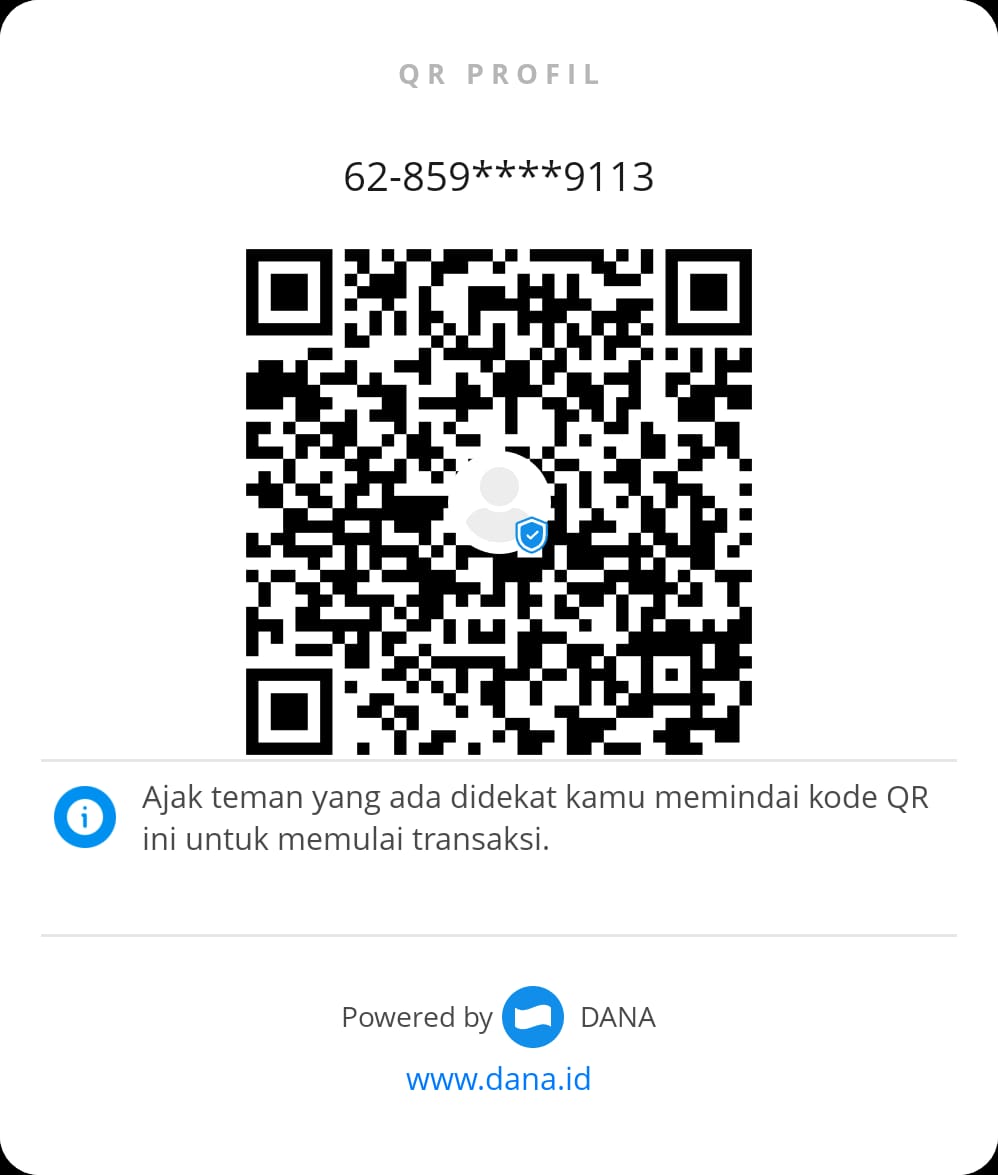 QR PROFIL
62-859****9113
Ajak teman yang ada didekat kamu memindai kode QR
ini untuk memulai transaksi.
Powered by DANA
www.dana.id